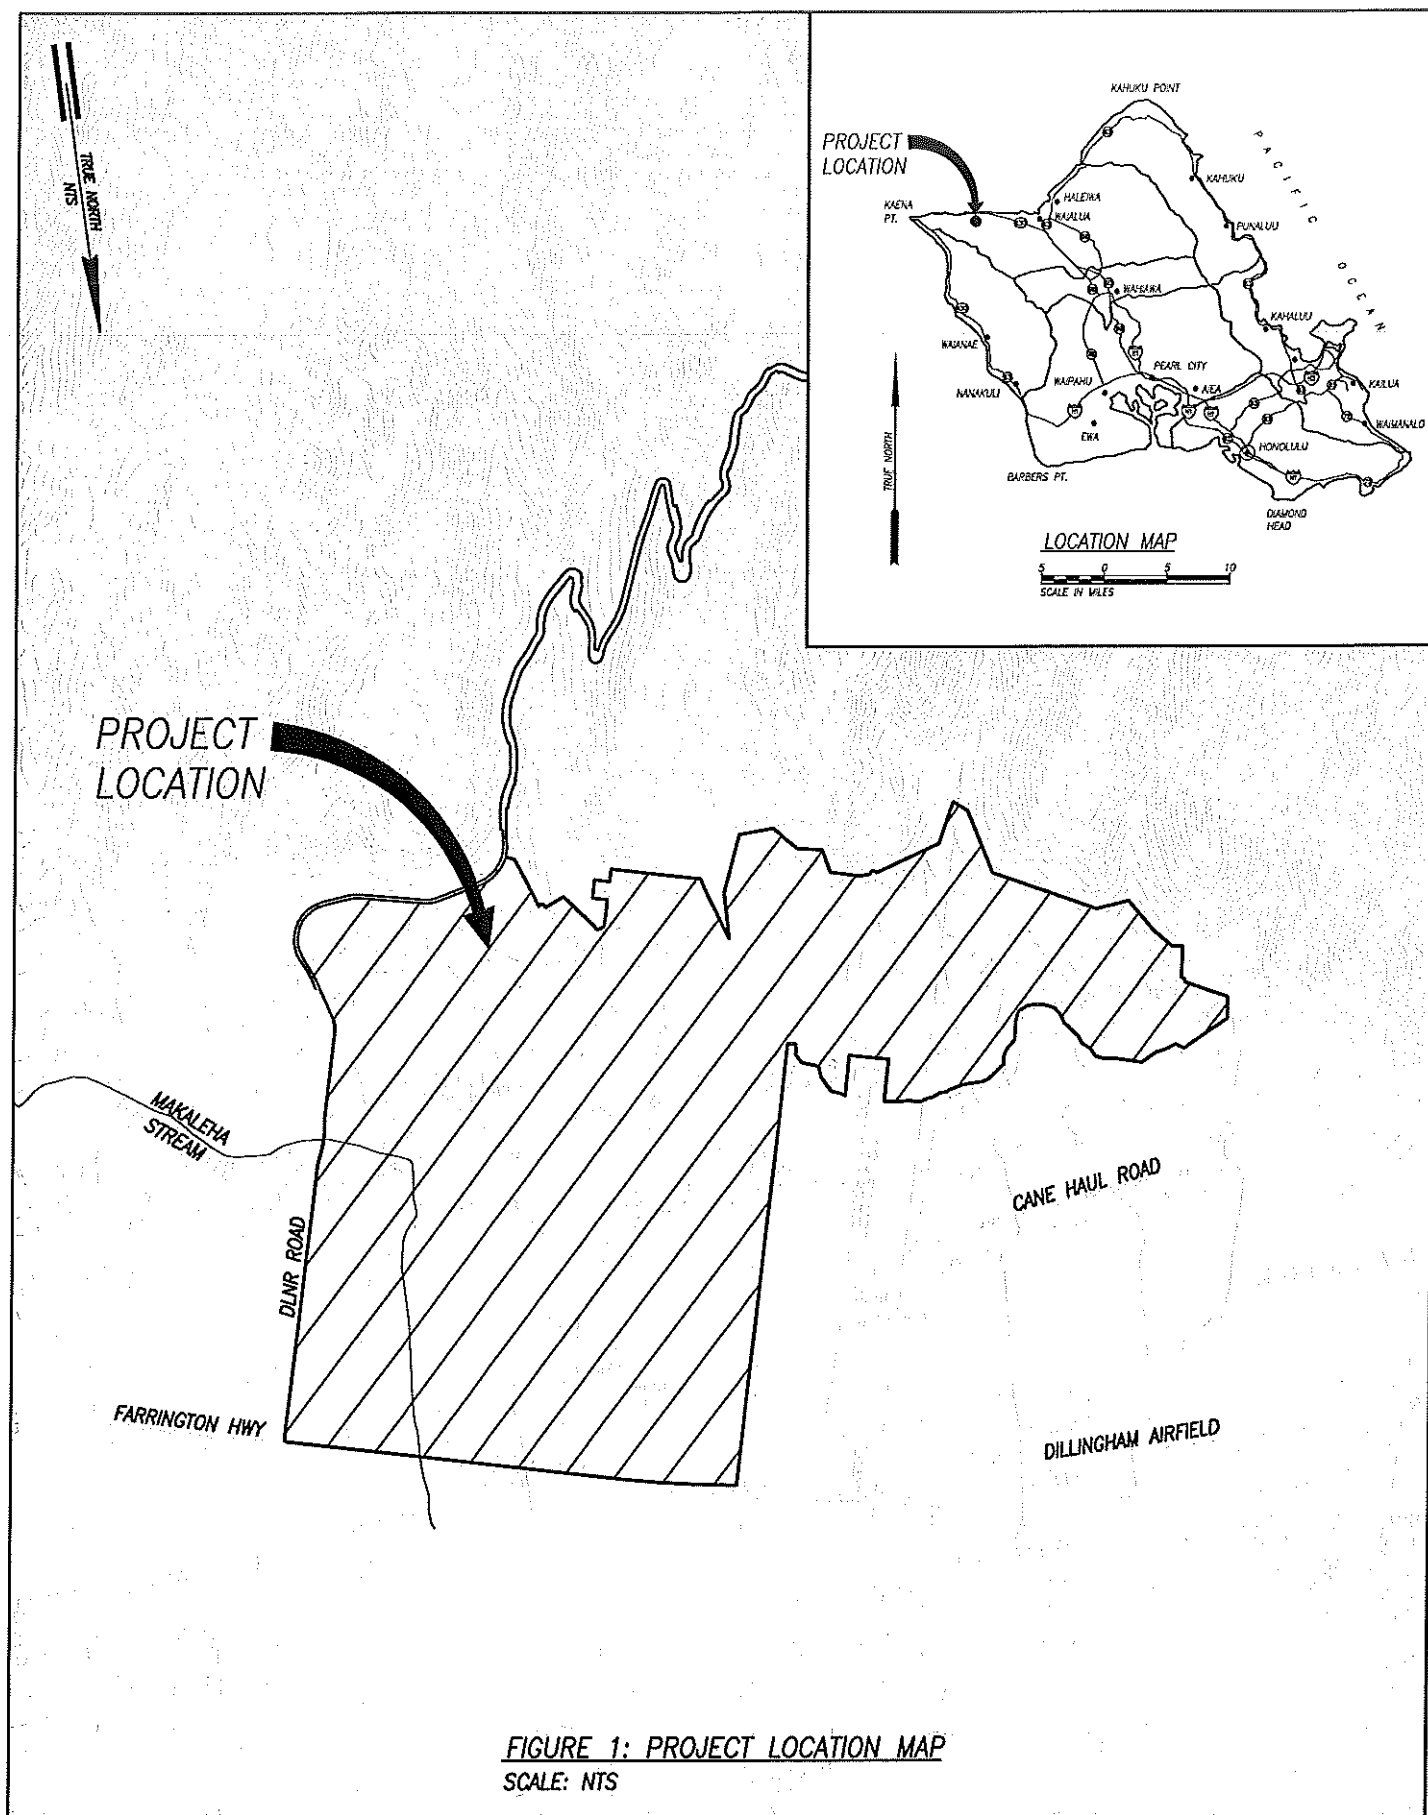 TRUE NORTH
NTS
PROJECT
LOCATION
KAHUKU POINT
PACIFIC OCEAN
KAHUKU
HALEIWA
KAENA
PT.
WAIALUA
PUNALUU
WAHIAWA
KAHALUU
WAIANAE
PEARL CITY
NANAKULI
WAIPAHU
AIEA
KAILUA
EWA
WAIMANALO
HONOLULU
BARBERS PT.
DIAMOND
HEAD
TRUE NORTH
LOCATION MAP
5 0 5 10
SCALE IN MILES
PROJECT
LOCATION
MAKALEHA
STREAM
CANE HAUL ROAD
DLNR ROAD
FARRINGTON HWY
DILLINGHAM AIRFIELD
FIGURE 1: PROJECT LOCATION MAP
SCALE: NTS